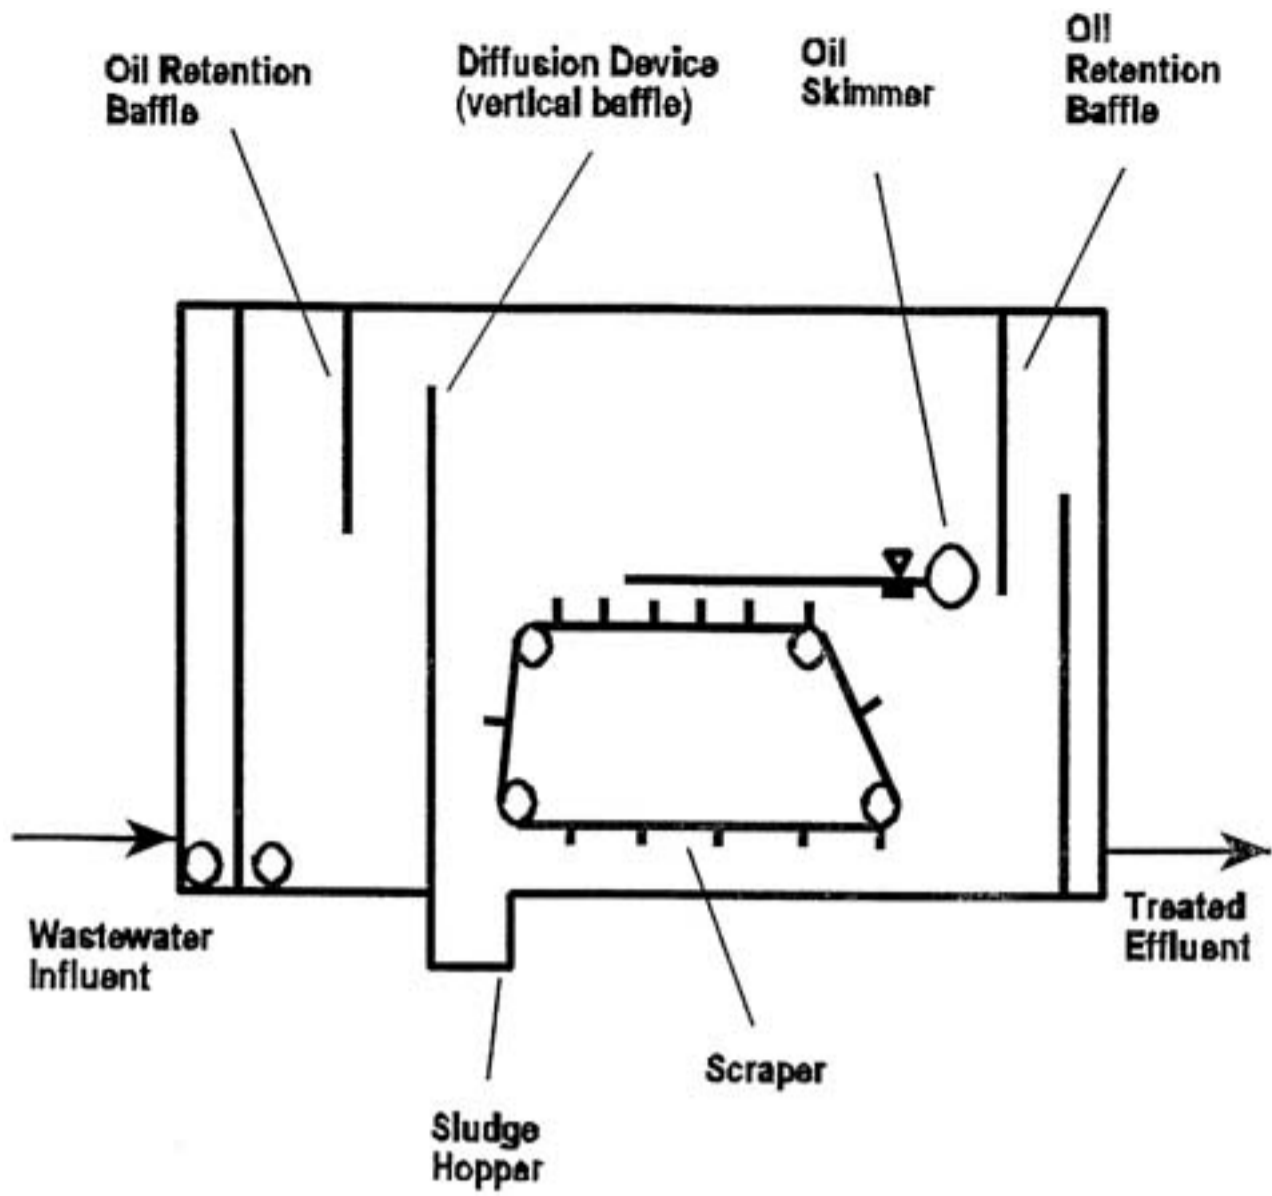 Oil Retention
Baffle
Diffusion Device
(vertical baffle)
Oil
Skimmer
Oil
Retention
Baffle
Wastewater
Influent
Treated
Effluent
Scraper
Sludge
Hopper